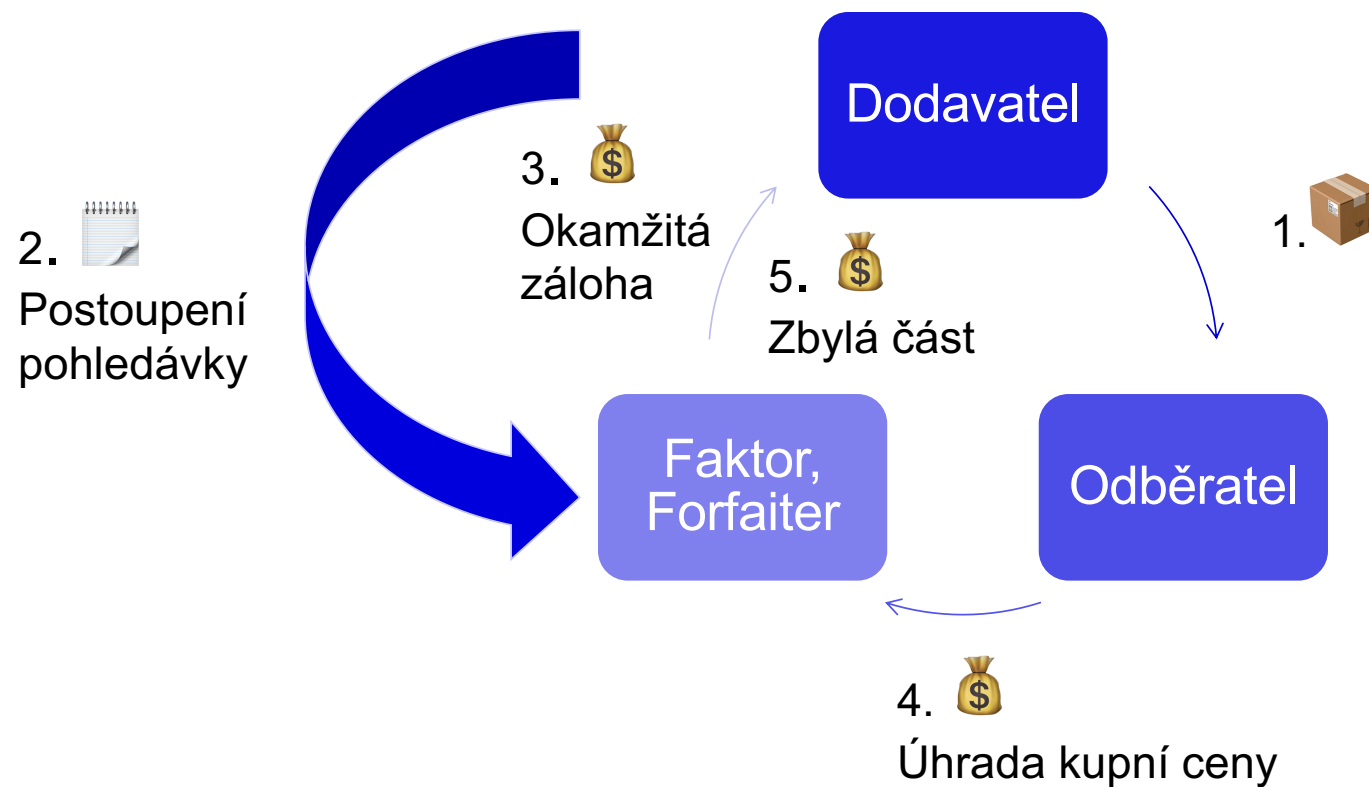 Dodavatel
1.
2.
Postoupení
pohledávky
3.
Okamžitá
záloha
5.
Zbylá část
Faktor,
Forfaiter
Odběratel
4.
Úhrada kupní ceny